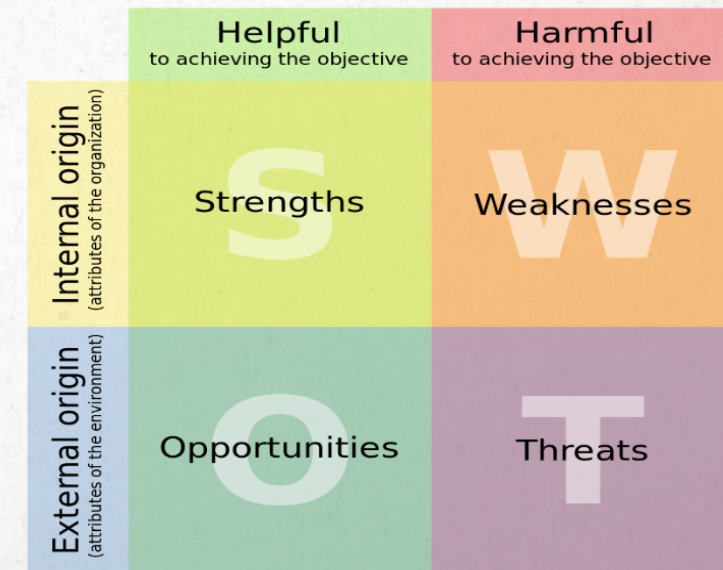 Helpful
to achieving the objective
Harmful
to achieving the objective
Internal origin
(attributes of the organization)
S
Strengths
W
Weaknesses
External origin
(attributes of the environment)
O
Opportunities
T
Threats